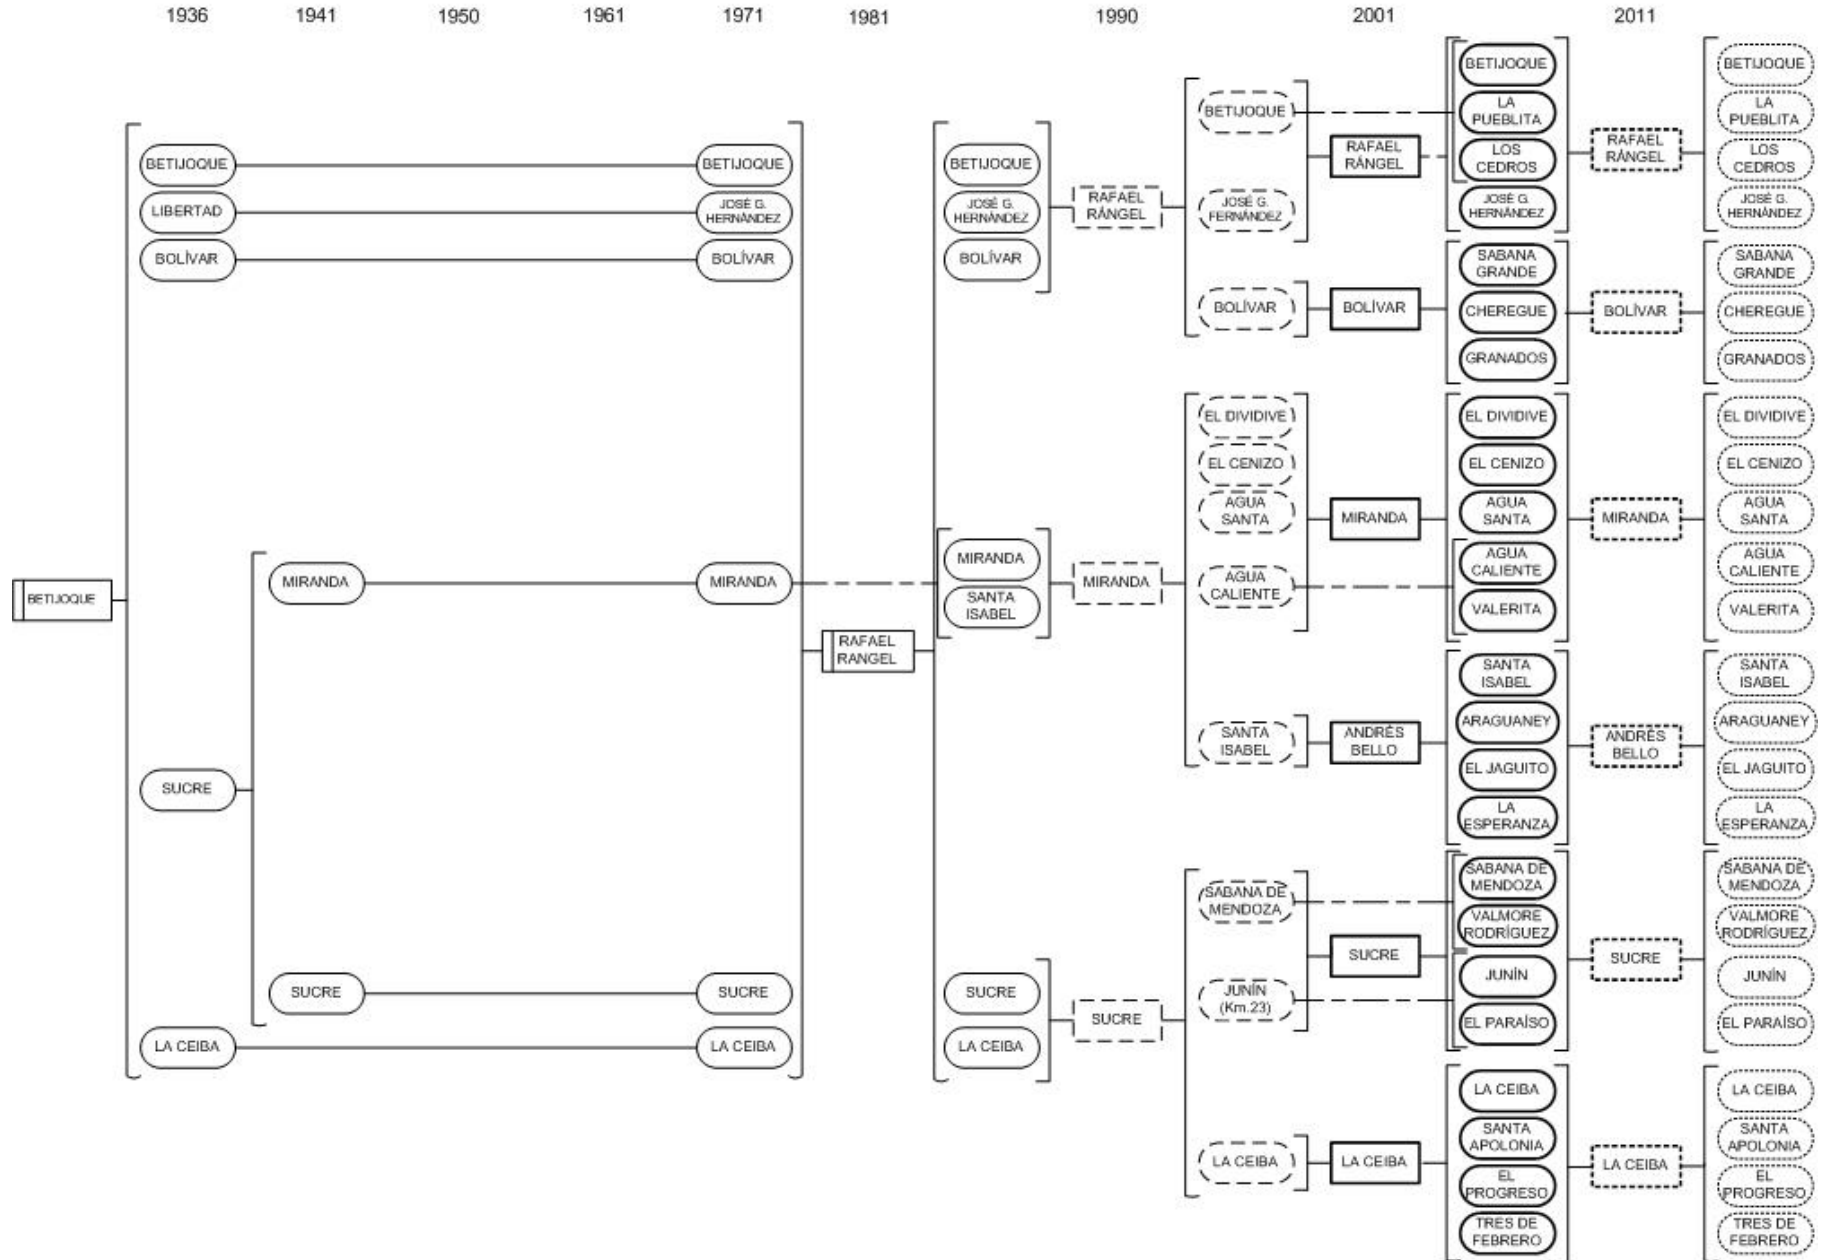 1936 1941 1950 1961 1971 1981 1990 2001 2011
BETIJOQUE
BETIJOQUE
LIBERTAD
BOLÍVAR
SUCRE
LA CEIBA
MIRANDA
SUCRE
BETIJOQUE
JOSÉ G.
HERNÁNDEZ
BOLÍVAR
MIRANDA
SUCRE
LA CEIBA
RAFAEL
RANGEL
BETIJOQUE
JOSÉ G.
HERNÁNDEZ
BOLÍVAR
MIRANDA
SANTA
ISABEL
SUCRE
LA CEIBA
RAFAEL
RÁNGEL
MIRANDA
SUCRE
BETIJOQUE
JOSÉ G.
FERNÁNDEZ
BOLÍVAR
EL DIVIDIVE
EL CENIZO
AGUA
SANTA
AGUA
CALIENTE
SANTA
ISABEL
SABANA DE
MENDOZA
JUNÍN
(Km.23)
LA CEIBA
RAFAEL
RÁNGEL
BOLÍVAR
MIRANDA
ANDRÉS
BELLO
SUCRE
LA CEIBA
BETIJOQUE
LA
PUEBLITA
LOS
CEDROS
JOSÉ G.
HERNÁNDEZ
SABANA
GRANDE
CHEREGUE
GRANADOS
EL DIVIDIVE
EL CENIZO
AGUA
SANTA
AGUA
CALIENTE
VALERITA
SANTA
ISABEL
ARAGUANEY
EL JAGUITO
LA
ESPERANZA
SABANA DE
MENDOZA
VALMORE
RODRÍGUEZ
JUNÍN
EL PARAÍSO
LA CEIBA
SANTA
APOLONIA
EL
PROGRESO
TRES DE
FEBRERO
RAFAEL
RÁNGEL
BOLÍVAR
MIRANDA
ANDRÉS
BELLO
SUCRE
LA CEIBA
BETIJOQUE
LA
PUEBLITA
LOS
CEDROS
JOSÉ G.
HERNÁNDEZ
SABANA
GRANDE
CHEREGUE
GRANADOS
EL DIVIDIVE
EL CENIZO
AGUA
SANTA
AGUA
CALIENTE
VALERITA
SANTA
ISABEL
ARAGUANEY
EL JAGUITO
LA
ESPERANZA
SABANA DE
MENDOZA
VALMORE
RODRÍGUEZ
JUNÍN
EL PARAÍSO
LA CEIBA
SANTA
APOLONIA
EL
PROGRESO
TRES DE
FEBRERO